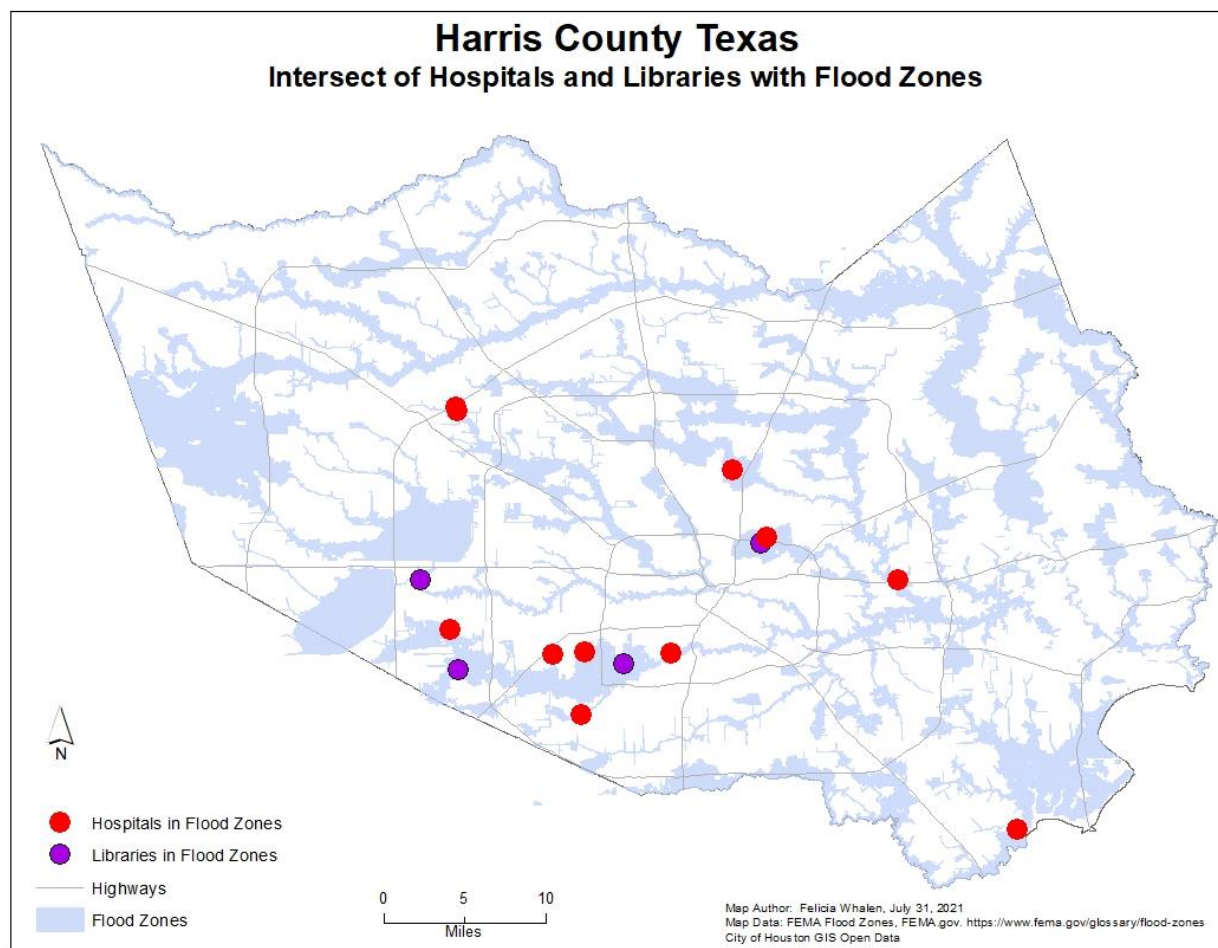 Harris County Texas
Intersect of Hospitals and Libraries with Flood Zones
N
Hospitals in Flood Zones
Libraries in Flood Zones
Highways
Flood Zones
0 5 10
Miles
Map Author: Felicia Whalen, July 31, 2021
Map Data: FEMA Flood Zones, FEMA.gov. https://www.fema.gov/glossary/flood-zones
City of Houston GIS Open Data